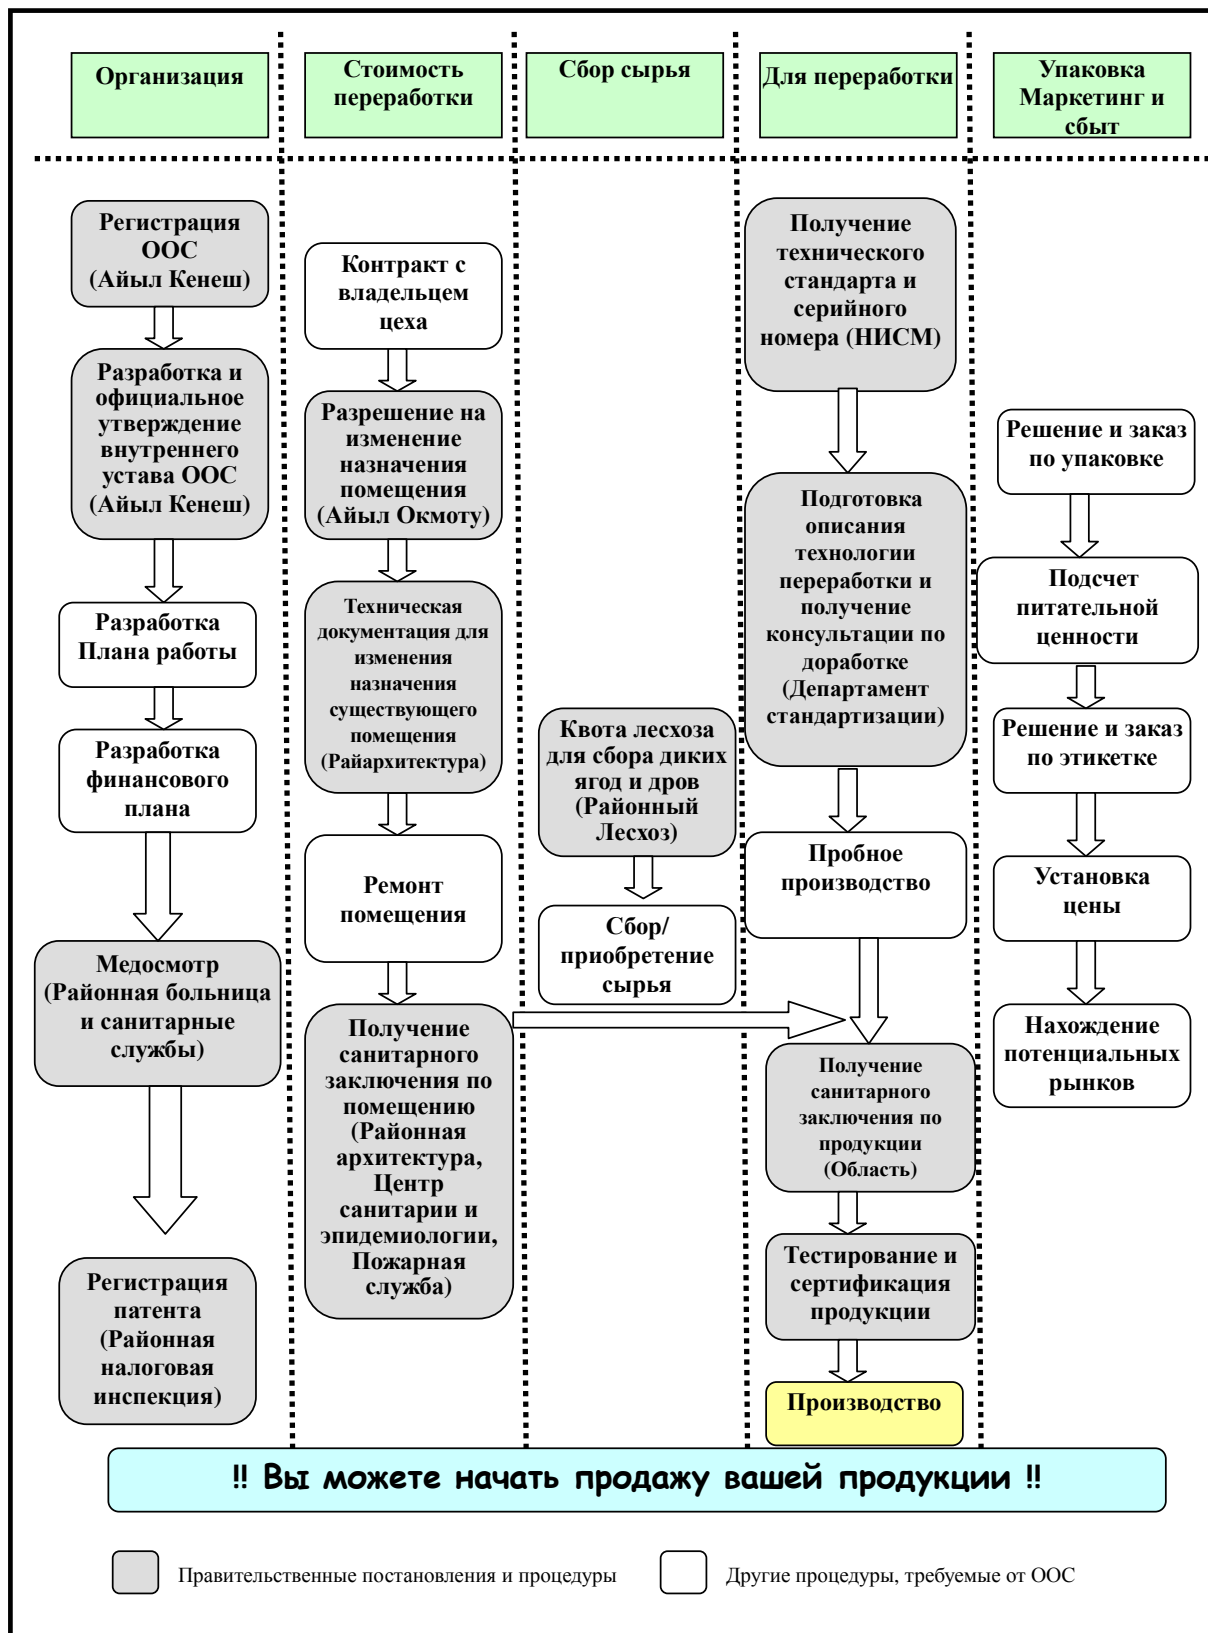 Организация
Стоимость
переработки
Сбор сырья
Для переработки
Упаковка
Маркетинг и
сбыт
Регистрация
ООС
(Айыл Кенеш)
Разработка и
официальное
утверждение
внутреннего
устава ООС
(Айыл Кенеш)
Разработка
Плана работы
Разработка
финансового
плана
Медосмотр
(Районная больница
и санитарные
службы)
Регистрация
патента
(Районная
налоговая
инспекция)
Контракт с
владельцем
цеха
Разрешение на
изменение
назначения
помещения
(Айыл Окмоту)
Техническая
документация для
изменения
назначения
существующего
помещения
(Райархитектура)
Ремонт
помещения
Получение
санитарного
заключения по
помещению
(Районная
архитектура,
Центр
санитарии и
эпидемиологии,
Пожарная
служба)
Квота лесхоза
для сбора диких
ягод и дров
(Районный
Лесхоз)
Сбор/
приобретение
сырья
Получение
технического
стандарта и
серийного
номера (НИСМ)
Подготовка
описания
технологии
переработки и
получение
консультации по
доработке
(Департамент
стандартизации)
Пробное
производство
Получение
санитарного
заключения по
продукции
(Область)
Тестирование и
сертификация
продукции
Производство
Решение и заказ
по упаковке
Подсчет
питательной
ценности
Решение и заказ
по этикетке
Установка
цены
Нахождение
потенциальных
рынков
!! Вы можете начать продажу вашей продукции !!
Правительственные постановления и процедуры
Другие процедуры, требуемые от ООС